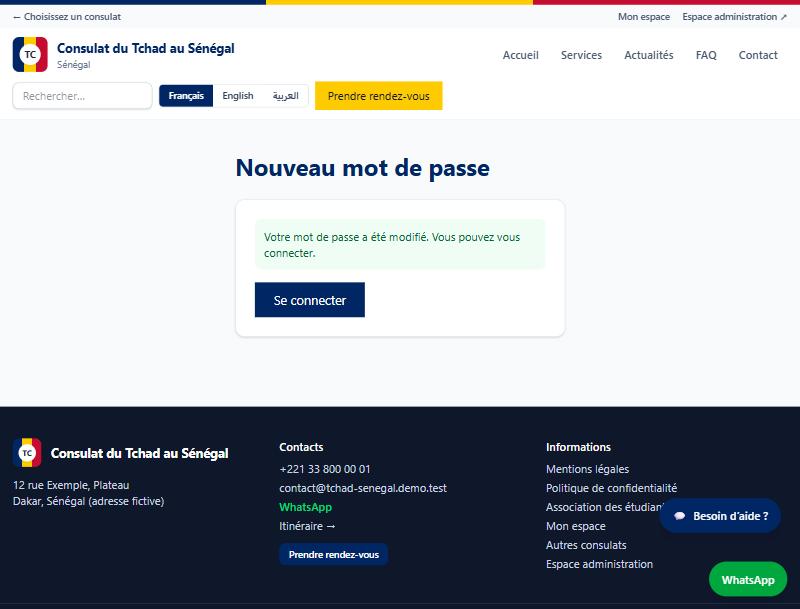 ← Choisissez un consulat
Mon espace
Espace administration ↗
TC
Consulat du Tchad au Sénégal
Sénégal
Accueil
Services
Actualités
FAQ
Contact
Rechercher...
Français
English
العربية
Prendre rendez-vous
Nouveau mot de passe
Votre mot de passe a été modifié. Vous pouvez vous
connecter.
Se connecter
TC
Consulat du Tchad au Sénégal
12 rue Exemple, Plateau
Dakar, Sénégal (adresse fictive)
Contacts
+221 33 800 00 01
contact@tchad-senegal.demo.test
WhatsApp
Itinéraire →
Prendre rendez-vous
Informations
Mentions légales
Politique de confidentialité
Association des
Mon espace
Autres consulats
Espace administration
Besoin d'aide ?
WhatsApp